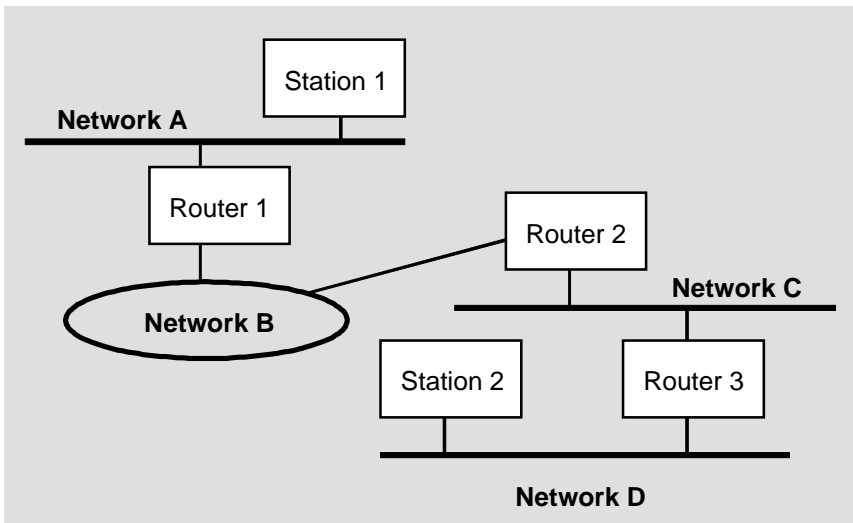 Station 1
Network A
Router 1
Router 2
Network C
Network B
Station 2
Router 3
Network D